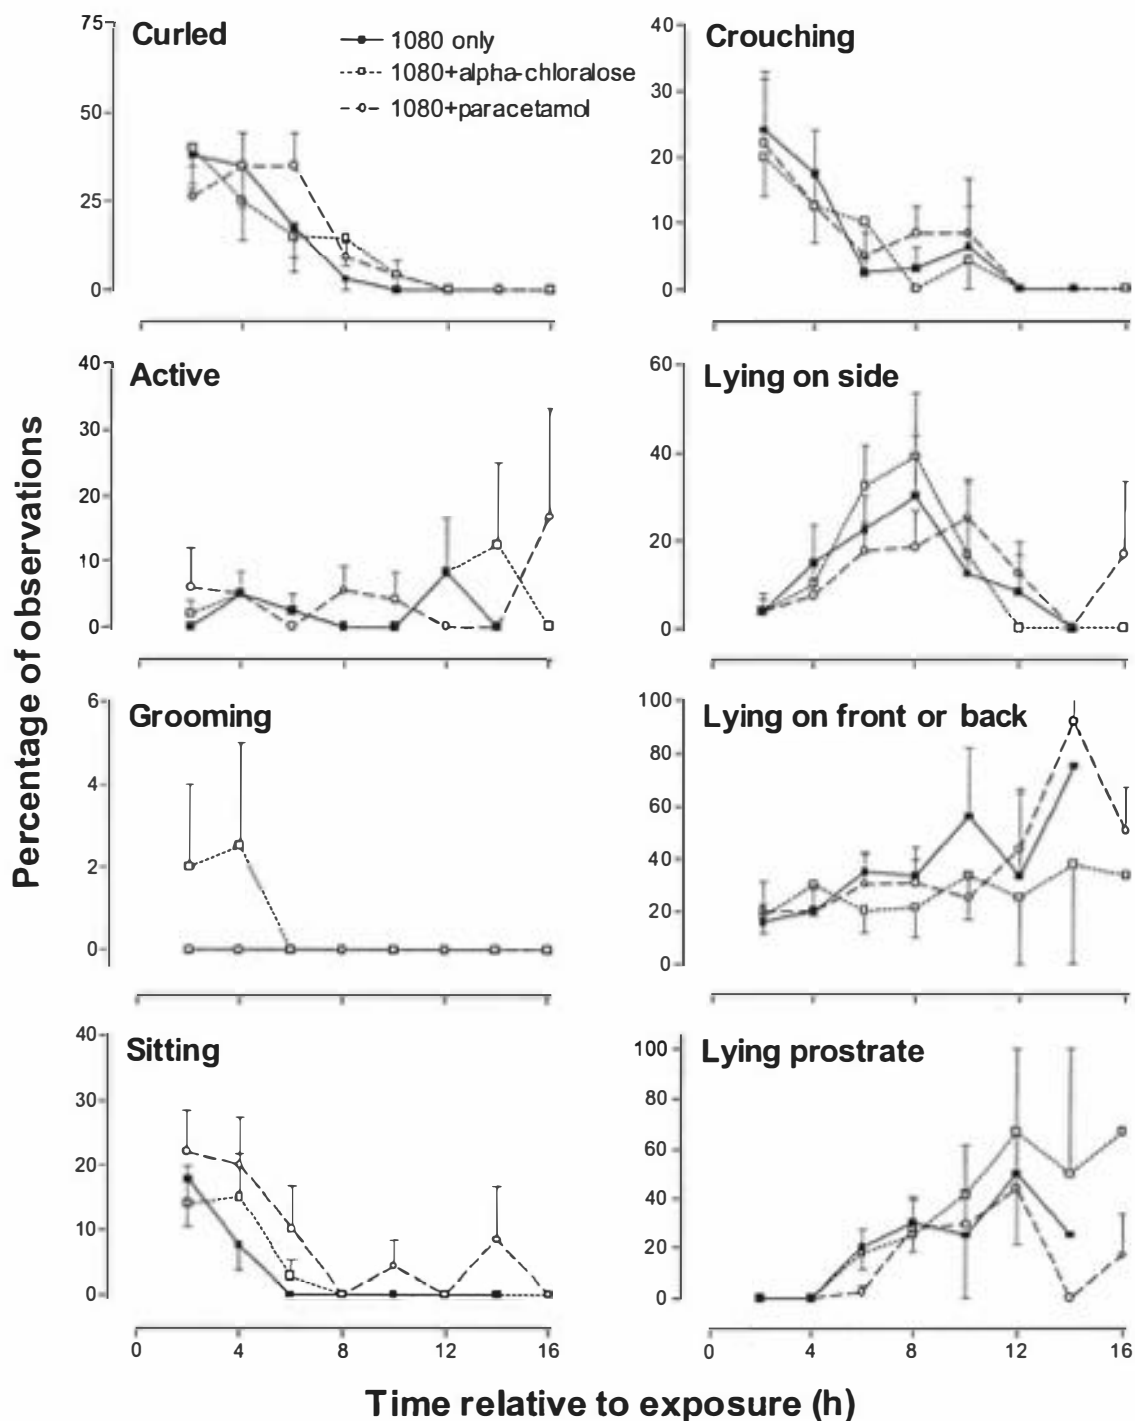 75
50
25
0
Curled
1080 only
1080+alpha-chloralose
1080+paracetamol
40
30
20
10
0
Crouching
40
30
20
10
0
Active
60
40
20
0
Lying on side
6
4
2
0
Grooming
100
80
60
40
20
0
Lying on front or back
40
30
20
10
0
Sitting
0 4 8 12 16
100
80
60
40
20
0
Lying prostrate
0 4 8 12 16
Percentage of observations
Time relative to exposure (h)